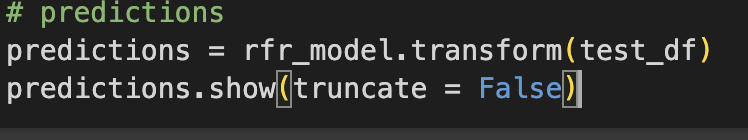 # predictions
predictions = rfr_model.transform(test_df)
predictions.show(truncate = False)